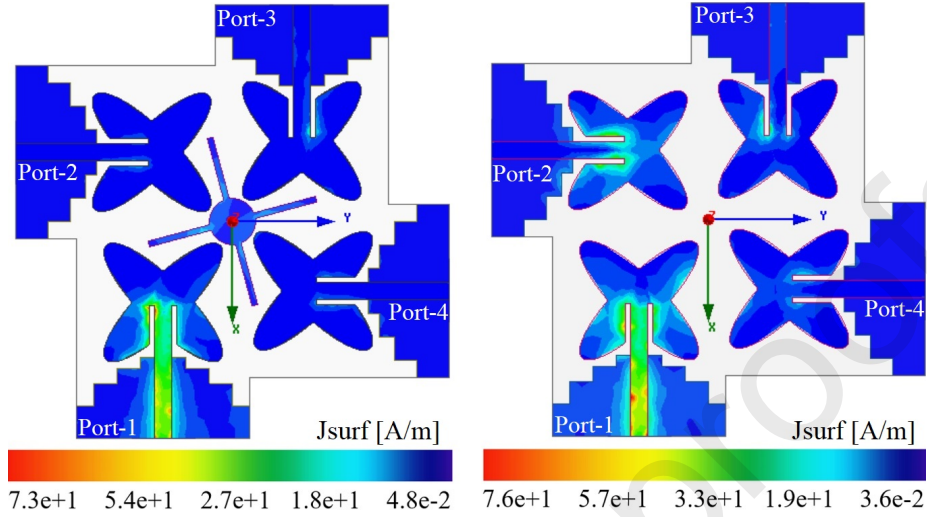 Port-3
Port-2
Y
Z
X
Port-4
Port-1
Jsurf [A/m]
7.3e+1 5.4e+1 2.7e+1 1.8e+1 4.8e-2
Port-3
Port-2
Z
Y
X
Port-4
Port-1
Jsurf [A/m]
7.6e+1 5.7e+1 3.3e+1 1.9e+1 3.6e-2
proof